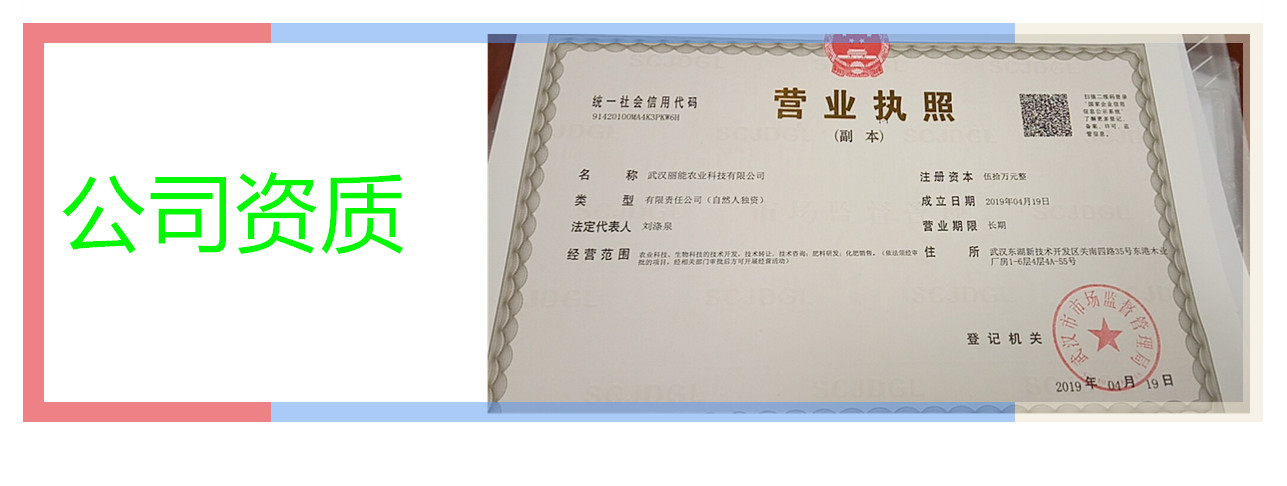 公司资质
统一社会信用代码
91420100MA4K3PKW6H
营业执照
(副 本)
扫描二维码登录
"国家企业信用
信息公示系统"
了解更多登记、
备案、许可、监
管信息。
名 称 武汉丽能农业科技有限公司
类 型 有限责任公司（自然人独资）
法定代表人 刘涤泉
经营范围 农业科技、生物科技的技术开发、技术转让、技术咨询；肥料研发；化肥销售。（依法须经审
批的项目，经相关部门审批后方可开展经营活动）
注册资本 伍拾万元整
成立日期 2019年04月19日
营业期限 长期
住 所 武汉东湖新技术开发区关南四路35号东港木业
厂房1-6层4层4A-55号
登记机关
武汉市市场监督管理局
2019 年 04月 19 日
SCJDGL